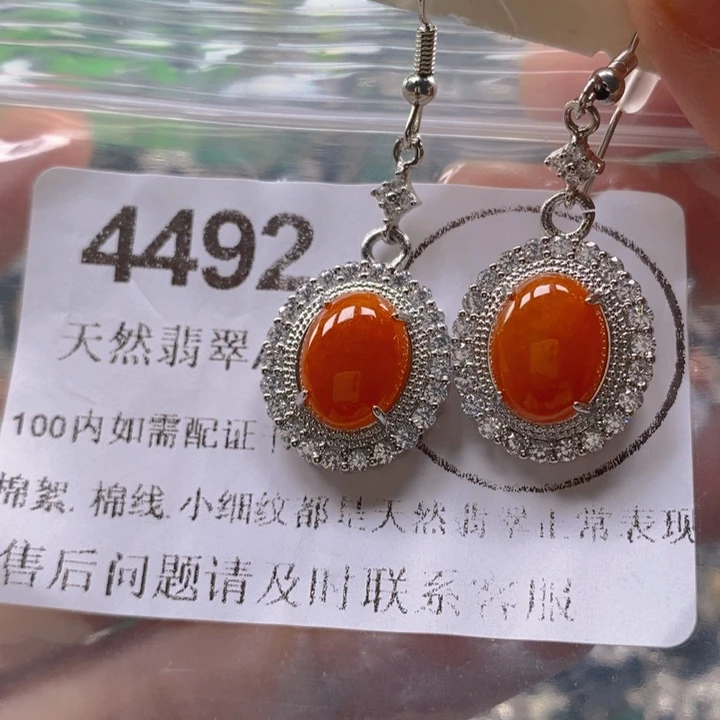 4492
天然翡翠
100内如需配证
棉絮. 棉线 小细纹都是天然翡翠正常表现
售后问题请及时联系客服